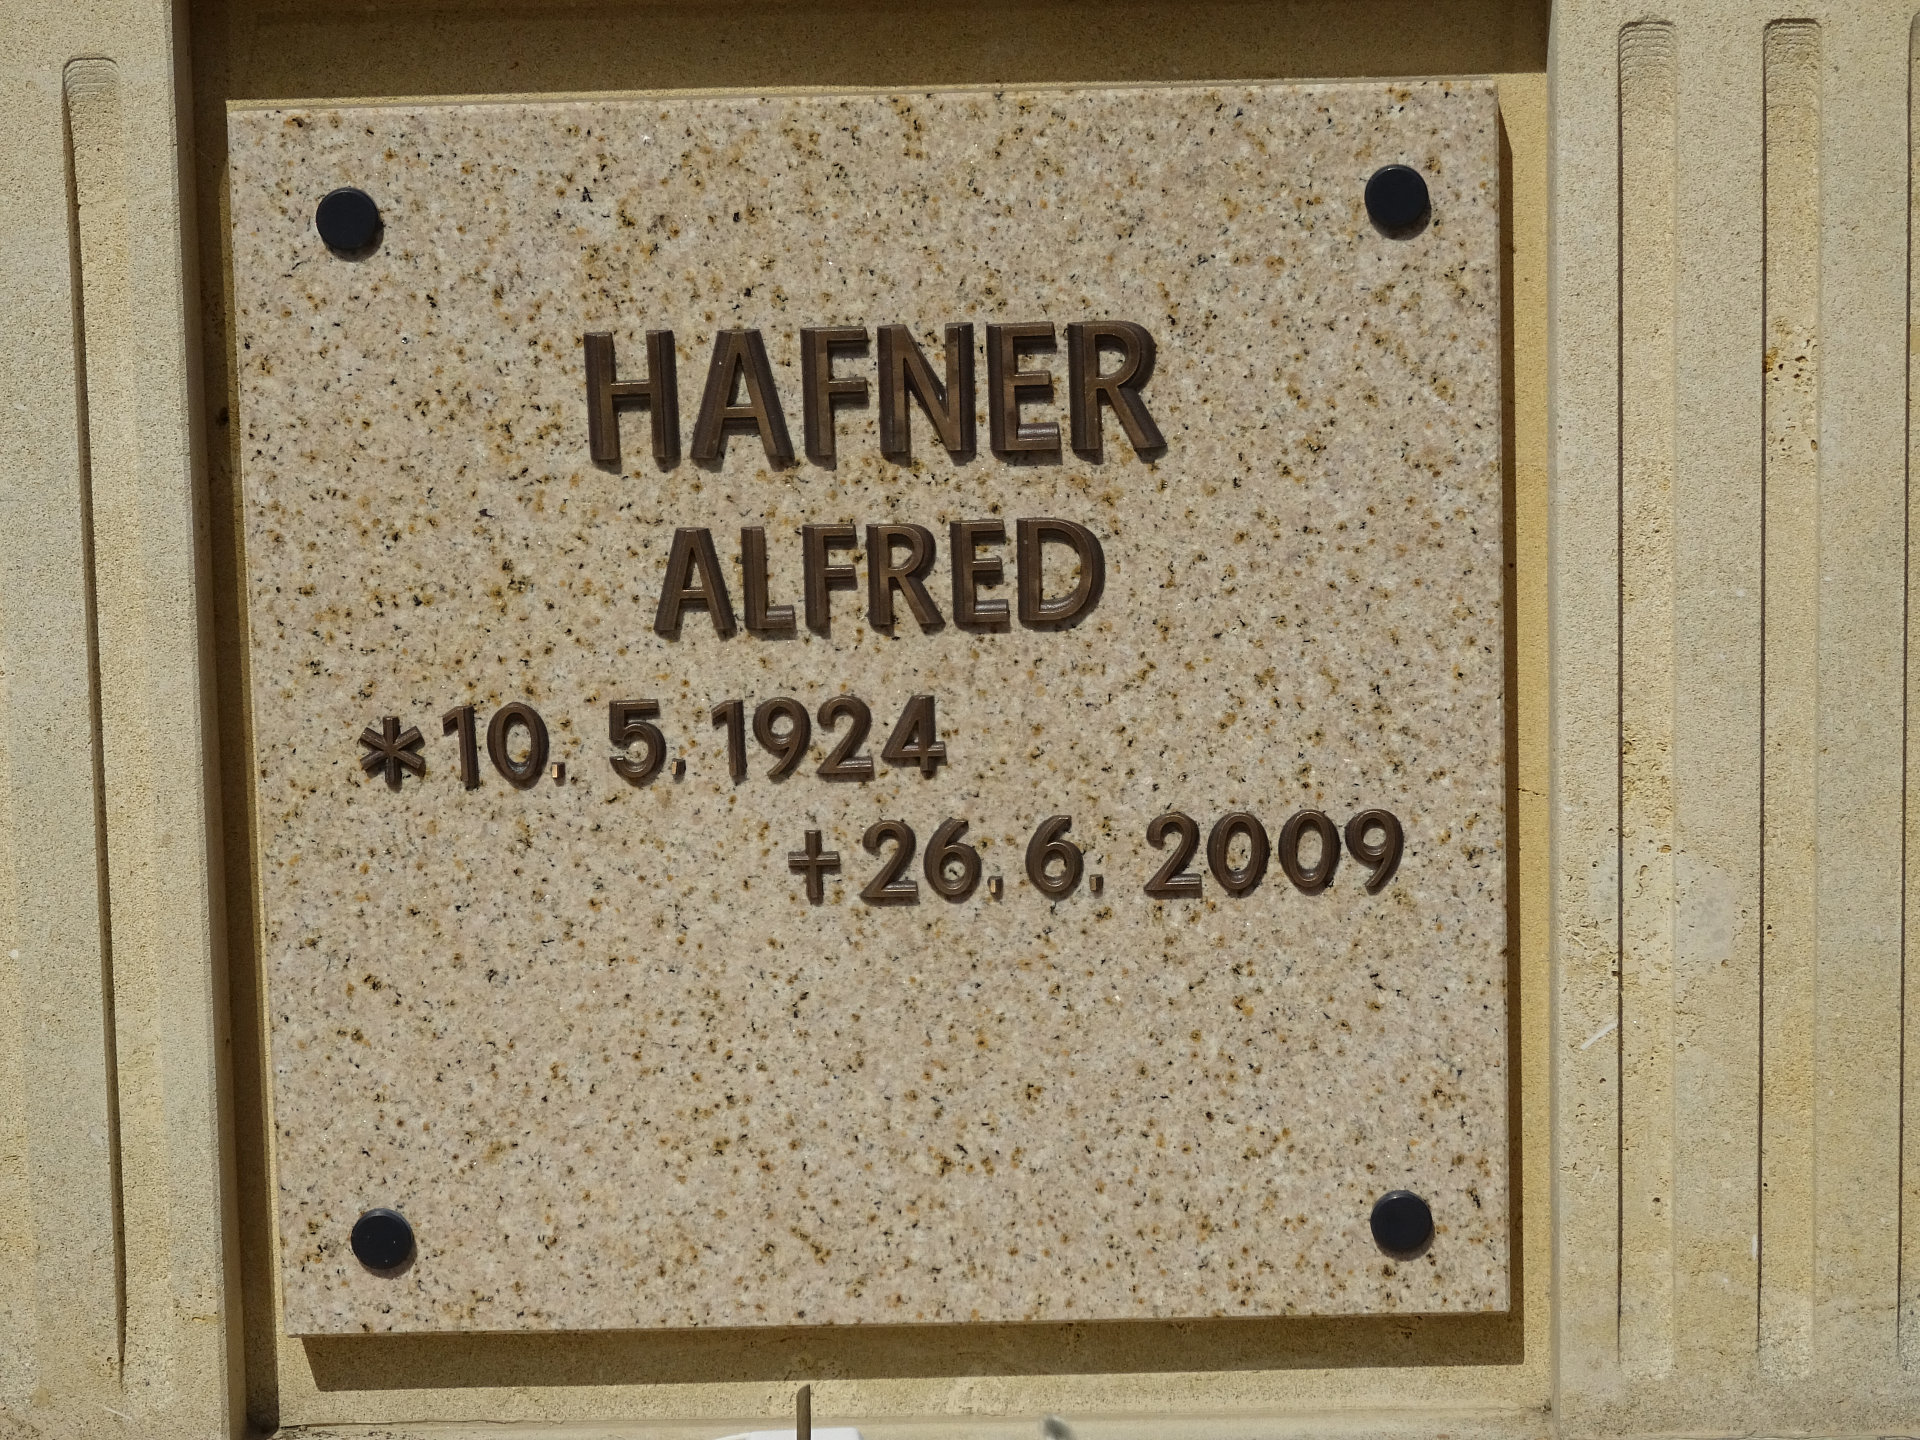 HAFNER
ALFRED
*10. 5. 1924
+26. 6. 2009